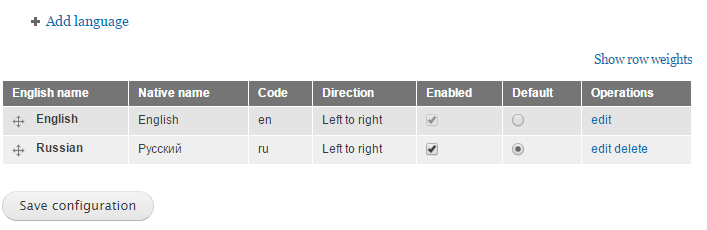 Add language
Show row weights
English name Native name Code Direction Enabled Default Operations
English English en Left to right edit
Russian Русский ru Left to right edit delete
Save configuration